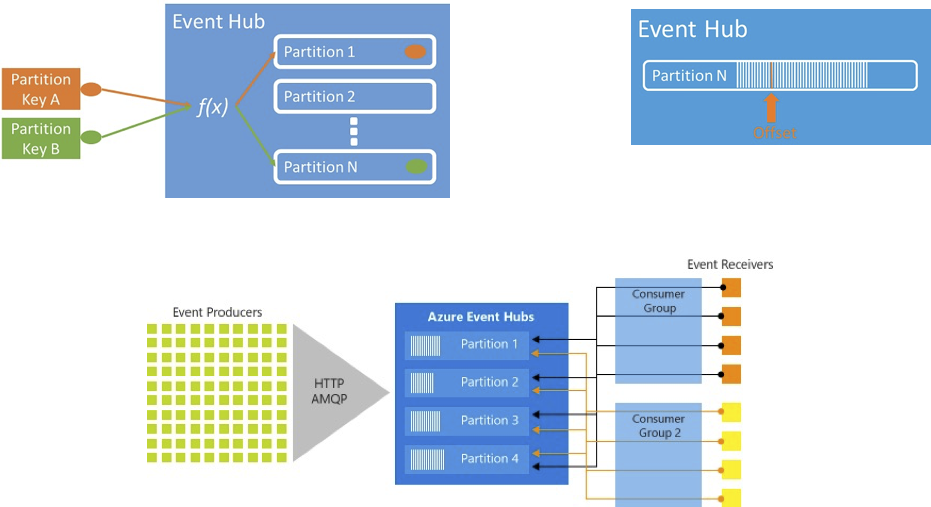 Event Hub
Partition 1
Partition
Key A
f(x)
Partition 2
Partition
Key B
Partition N
Event Hub
Partition N
Offset
Event Receivers
Event Producers
HTTP
AMQP
Azure Event Hubs
Partition 1
Partition 2
Partition 3
Partition 4
Consumer
Group
Consumer
Group 2